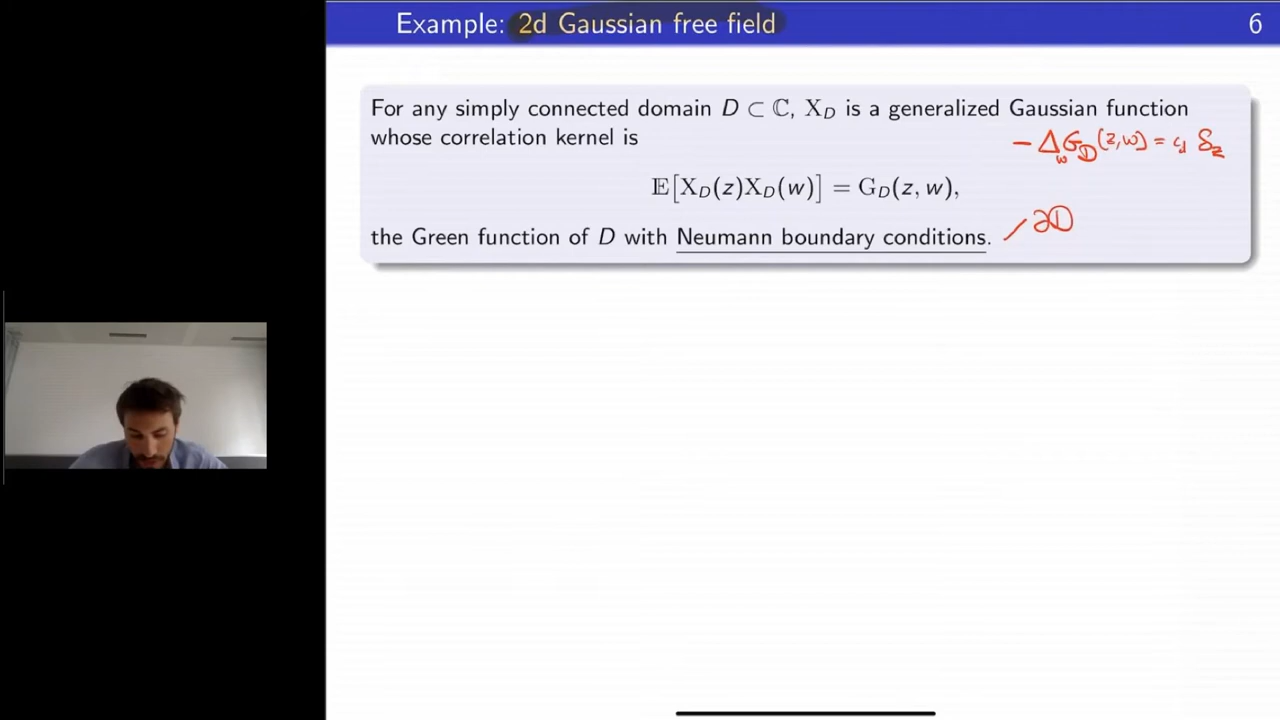 Example: 2d Gaussian free field 6
For any simply connected domain D ⊂ ℂ, X_D is a generalized Gaussian function
whose correlation kernel is
− Δ_w G_D(z,w) = c_d δ_z
𝔼[X_D(z)X_D(w)] = G_D(z, w),
the Green function of D with Neumann boundary conditions. / ∂D